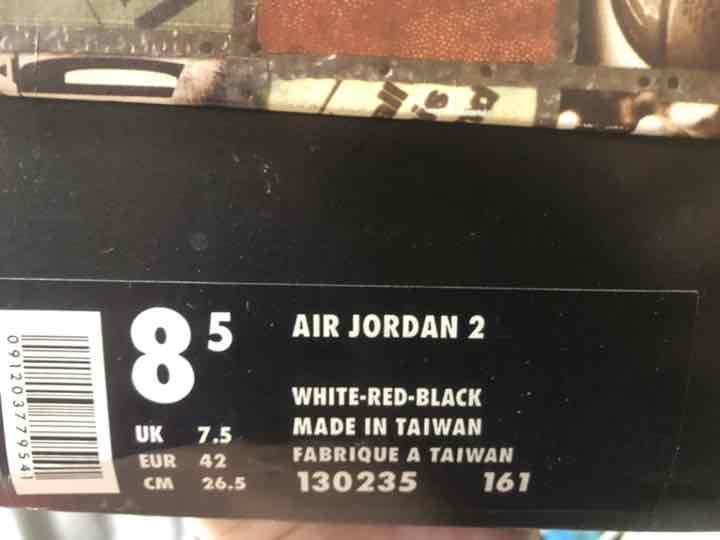 8 5
AIR JORDAN 2
WHITE-RED-BLACK
UK 7.5
MADE IN TAIWAN
EUR 42
FABRIQUE A TAIWAN
CM 26.5
130235 161
091203779541